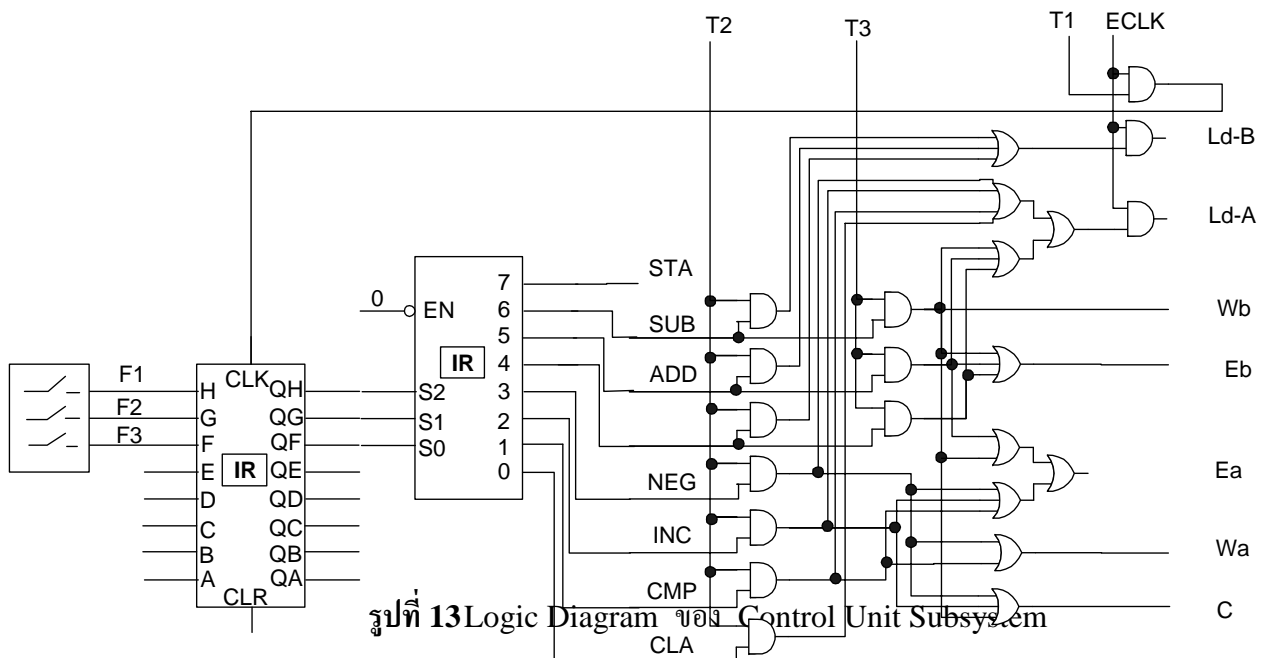 T2
T3
T1
ECLK
Ld-B
Ld-A
STA
7
0
EN
6
SUB
Wb
5
IR
4
ADD
Eb
F1
H
CLK
QH
S2
3
F2
G
QG
S1
2
F3
F
QF
S0
1
E
IR
QE
0
NEG
Ea
D
QD
C
QC
INC
B
QB
Wa
A
QA
CLR
CMP
C
รูปที่ 13Logic Diagram ของ Control Unit Subsystem
CLA